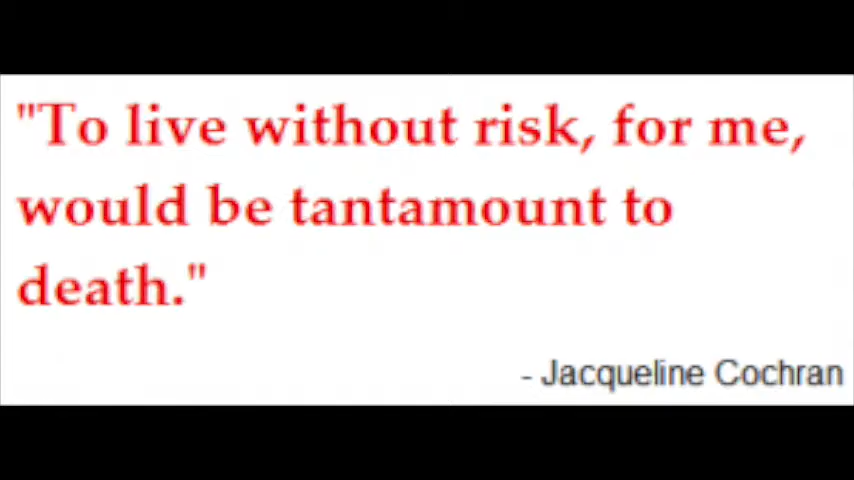 "To live without risk, for me,
would be tantamount to
death."
- Jacqueline Cochran